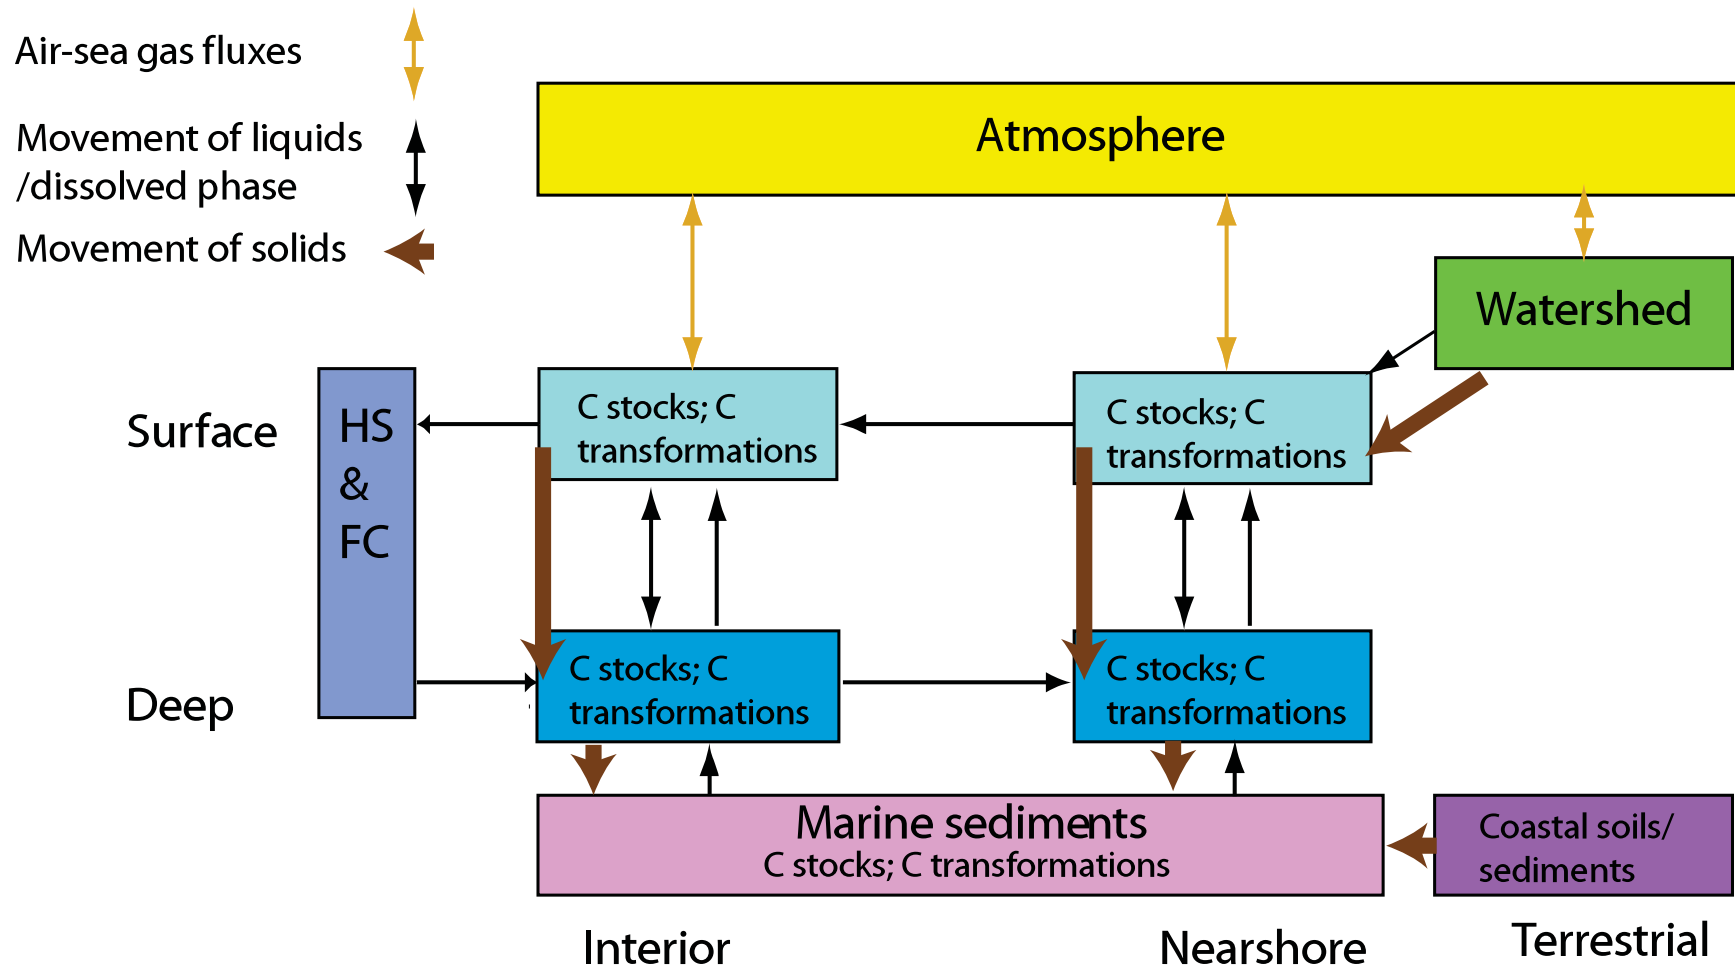 Air-sea gas fluxes
Movement of liquids
/dissolved phase
Movement of solids
Atmosphere
Watershed
Surface
HS
&
FC
C stocks; C
transformations
C stocks; C
transformations
Deep
C stocks; C
transformations
C stocks; C
transformations
Marine sediments
C stocks; C transformations
Coastal soils/
sediments
Interior
Nearshore
Terrestrial